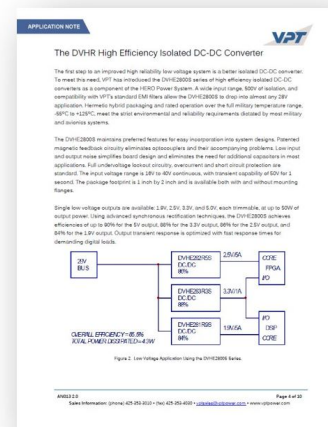 APPLICATION NOTE
VPT
The DVHR High Efficiency Isolated DC-DC Converter
The first step to an improved high reliability low voltage system is a better isolated DC-DC converter.
To meet this need, VPT has introduced the DVHE2800S series of high efficiency isolated DC-DC
converters as a component of the HERO Power System. A wide input range, 500V of isolation, and
compatibility with VPT's standard EMI filters allow the DVHE2800S to drop into almost any 28V
application. Hermetic hybrid packaging and rated operation over the full military temperature range,
-55°C to +125°C, meet the strict environmental and reliability requirements dictated by most military
and avionics systems.
The DVHE2800S maintains preferred features for easy incorporation into system designs. Patented
magnetic feedback circuitry eliminates optocouplers and their accompanying problems. Low input
and output noise simplifies board design and eliminates the need for additional capacitors in most
applications. Full undervoltage lockout circuitry, overcurrent and short circuit protection are
standard. The input voltage range is 18V to 40V continuous, with transient capability of 50V for 1
second. The package footprint is 1 inch by 2 inch and is available both with and without mounting
flanges.
Single low voltage outputs are available: 1.9V, 2.5V, 3.3V, and 5.0V, each trimmable, at up to 50W of
output power. Using advanced synchronous rectification techniques, the DVHE2800S achieves
efficiencies of up to 90% for the 5V output, 88% for the 3.3V output, 86% for the 2.5V output, and
84% for the 1.9V output. Output transient response is optimized with fast response times for
demanding digital loads.
28V
BUS
DVHE282R5S
DC/DC
86%
2.5V/5A
CORE
FPGA
I/O
DVHE283R3S
DC/DC
88%
3.3V/1A
DVHE281R9S
DC/DC
86%
1.9V/5A
I/O
DSP
CORE
OVERALL EFFICIENCY = 85.5%
TOTAL POWER DISSIPATED = 4.3W
Figure 2. Low Voltage Application Using the DVHE2800S Series.
AN013 2.0
Page 4 of 10
Sales Information: (phone) 425-353-3010 • (fax) 425-353-4030 • vptsales@vptpower.com • www.vptpower.com